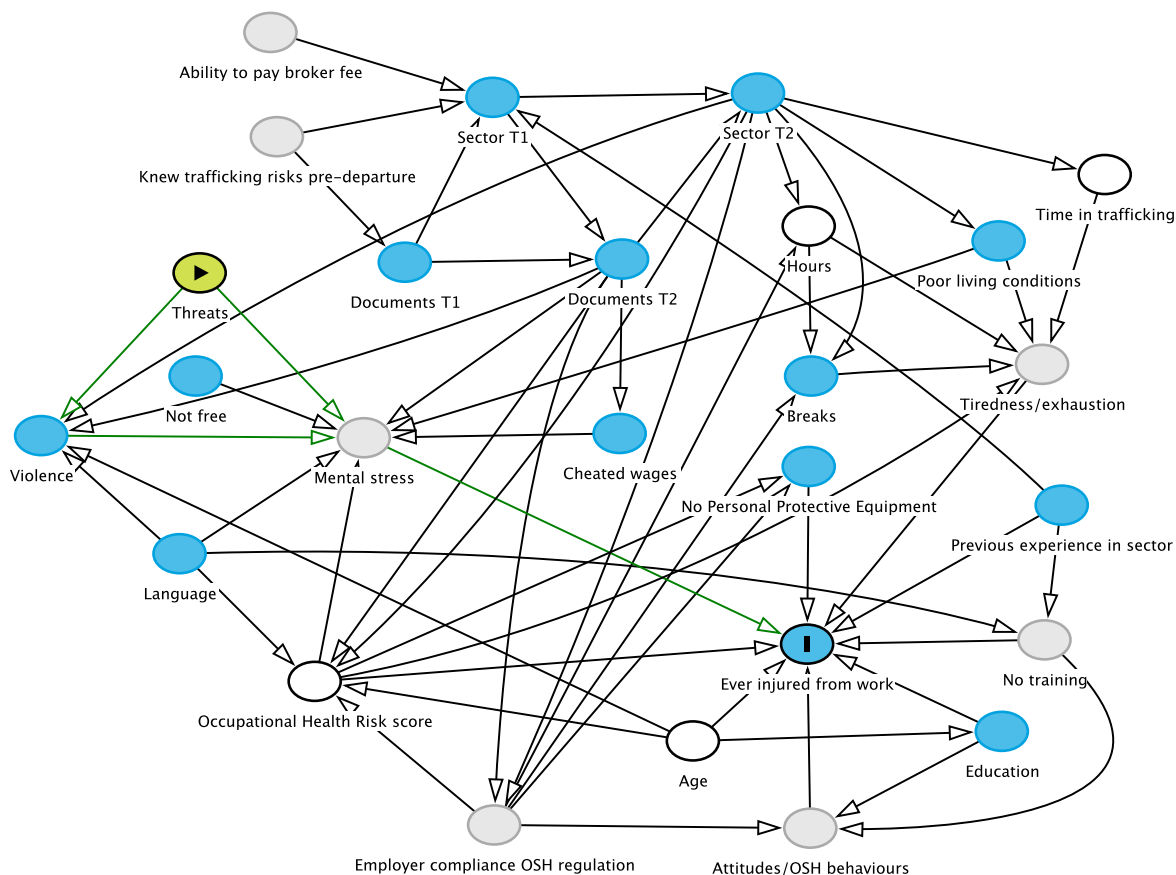 Ability to pay broker fee
Sector T1
Sector T2
Knew trafficking risks pre-departure
Time in trafficking
Hours
Poor living conditions
Documents T1
Documents T2
Threats
Not free
Breaks
Tiredness/exhaustion
Violence
Mental stress
Cheated wages
No Personal Protective Equipment
Previous experience in sector
Language
Ever injured from work
No training
Occupational Health Risk score
Age
Education
Employer compliance OSH regulation
Attitudes/OSH behaviours